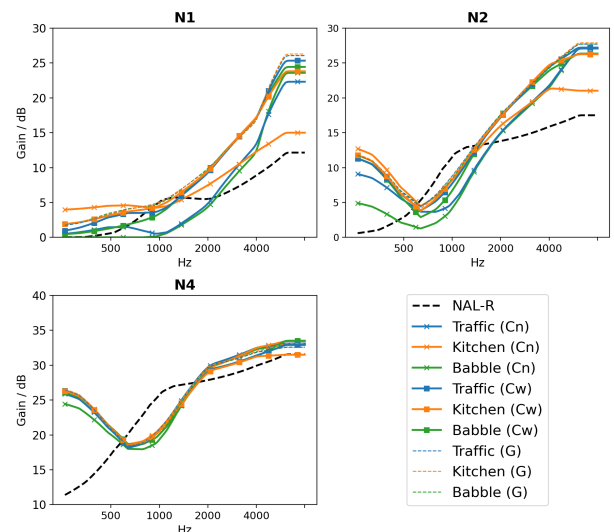 N1
N2
30
25
20
15
10
5
0
Gain / dB
500
1000
2000
4000
Hz
30
25
20
15
10
5
0
500
1000
2000
4000
Hz
N4
40
35
30
25
20
15
10
Gain / dB
500
1000
2000
4000
Hz
NAL-R
Traffic (Cn)
Kitchen (Cn)
Babble (Cn)
Traffic (Cw)
Kitchen (Cw)
Babble (Cw)
Traffic (G)
Kitchen (G)
Babble (G)